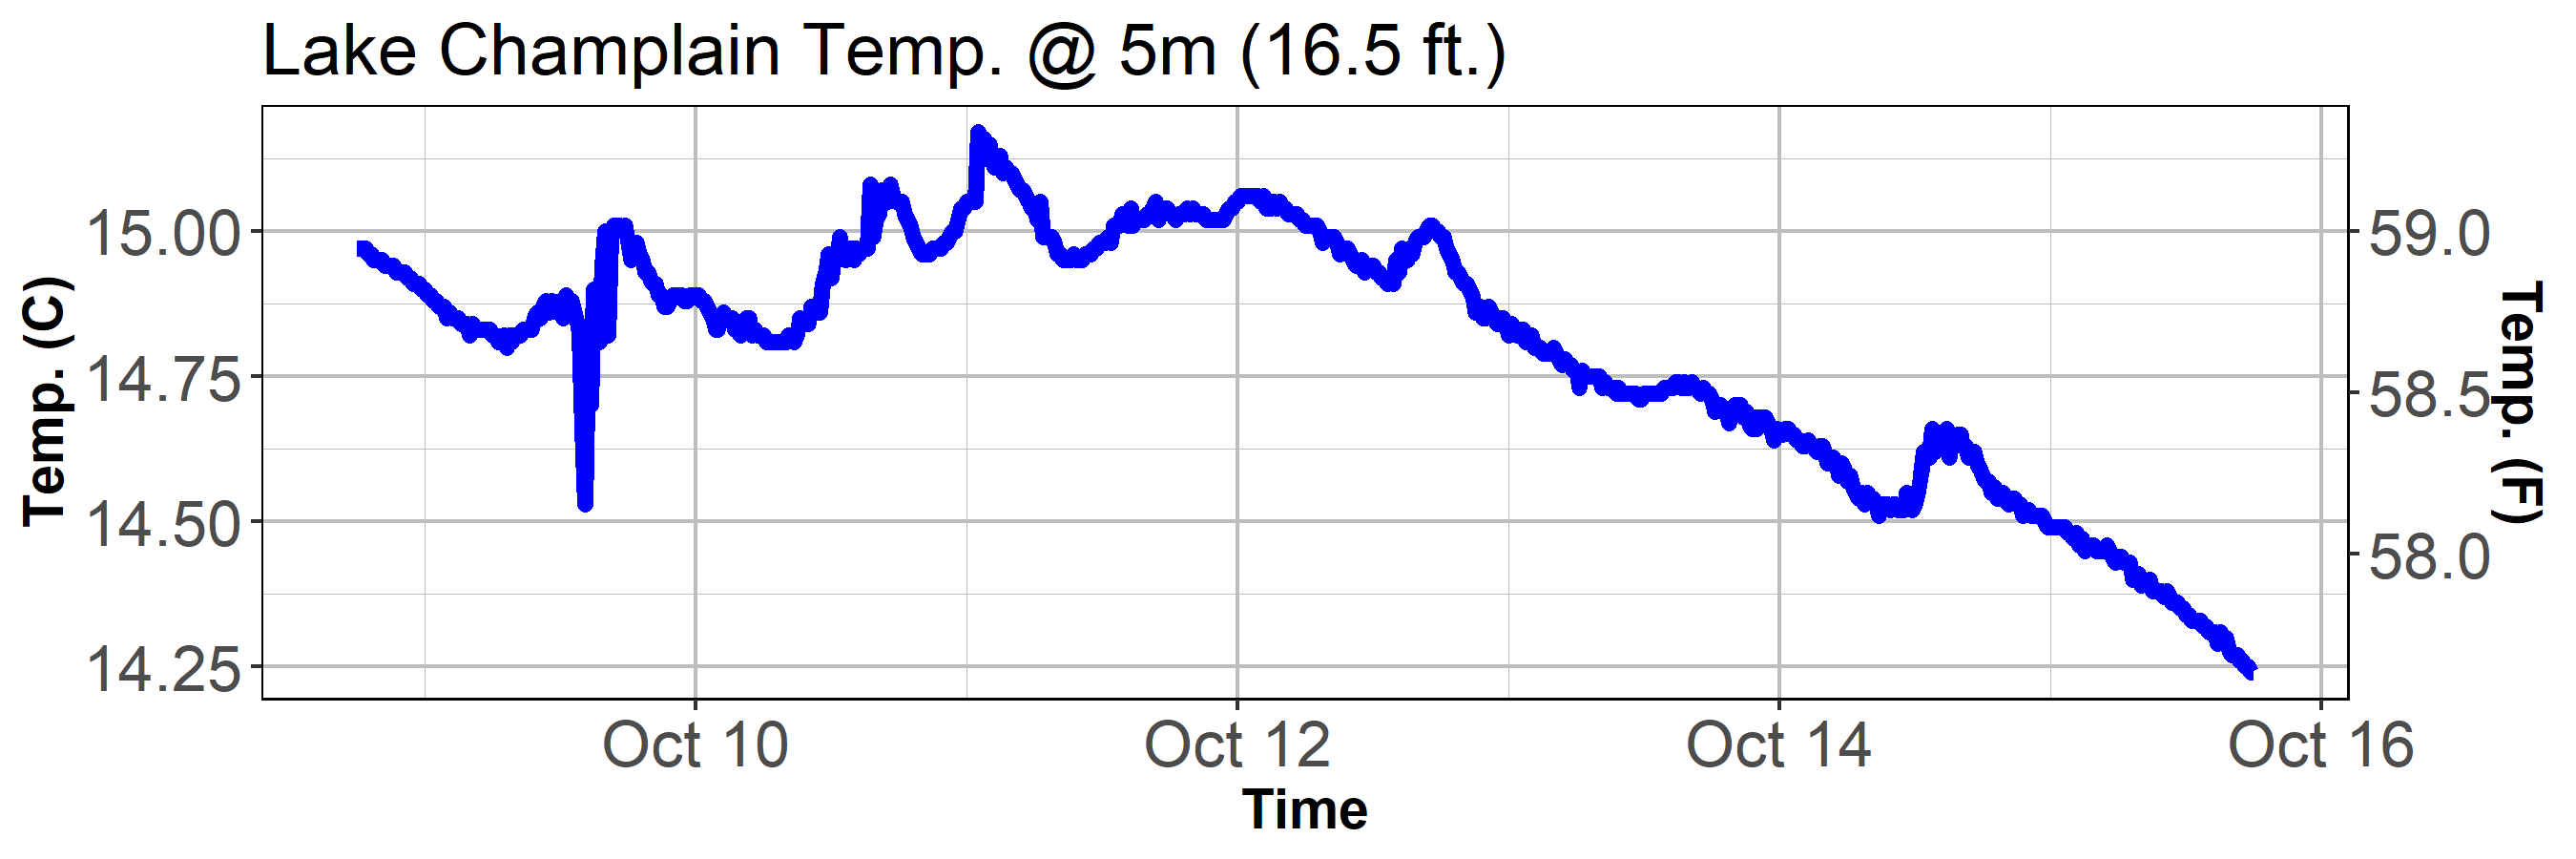 Lake Champlain Temp. @ 5m (16.5 ft.)
Temp. (C)
15.00
14.75
14.50
14.25
59.0
58.5
58.0
Temp. (F)
Oct 10
Oct 12
Oct 14
Oct 16
Time